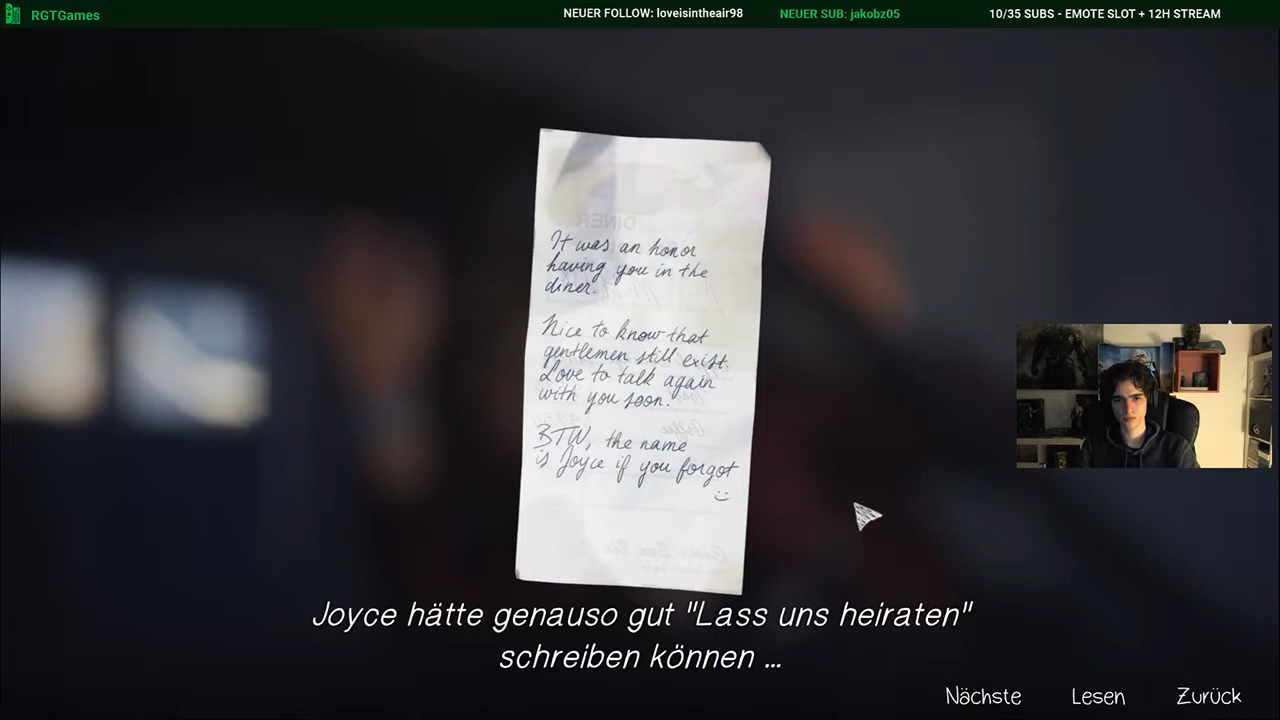 RGTGames
NEUER FOLLOW: loveisintheair98
NEUER SUB: jakobz05
10/35 SUBS - EMOTE SLOT + 12H STREAM
It was an honor
having you in the
diner.
Nice to know that
gentlemen still exist.
Love to talk again
with you soon.
BTW, the name
is Joyce if you forgot
:)
Joyce hätte genauso gut "Lass uns heiraten"
schreiben können ...
Nächste
Lesen
Zurück